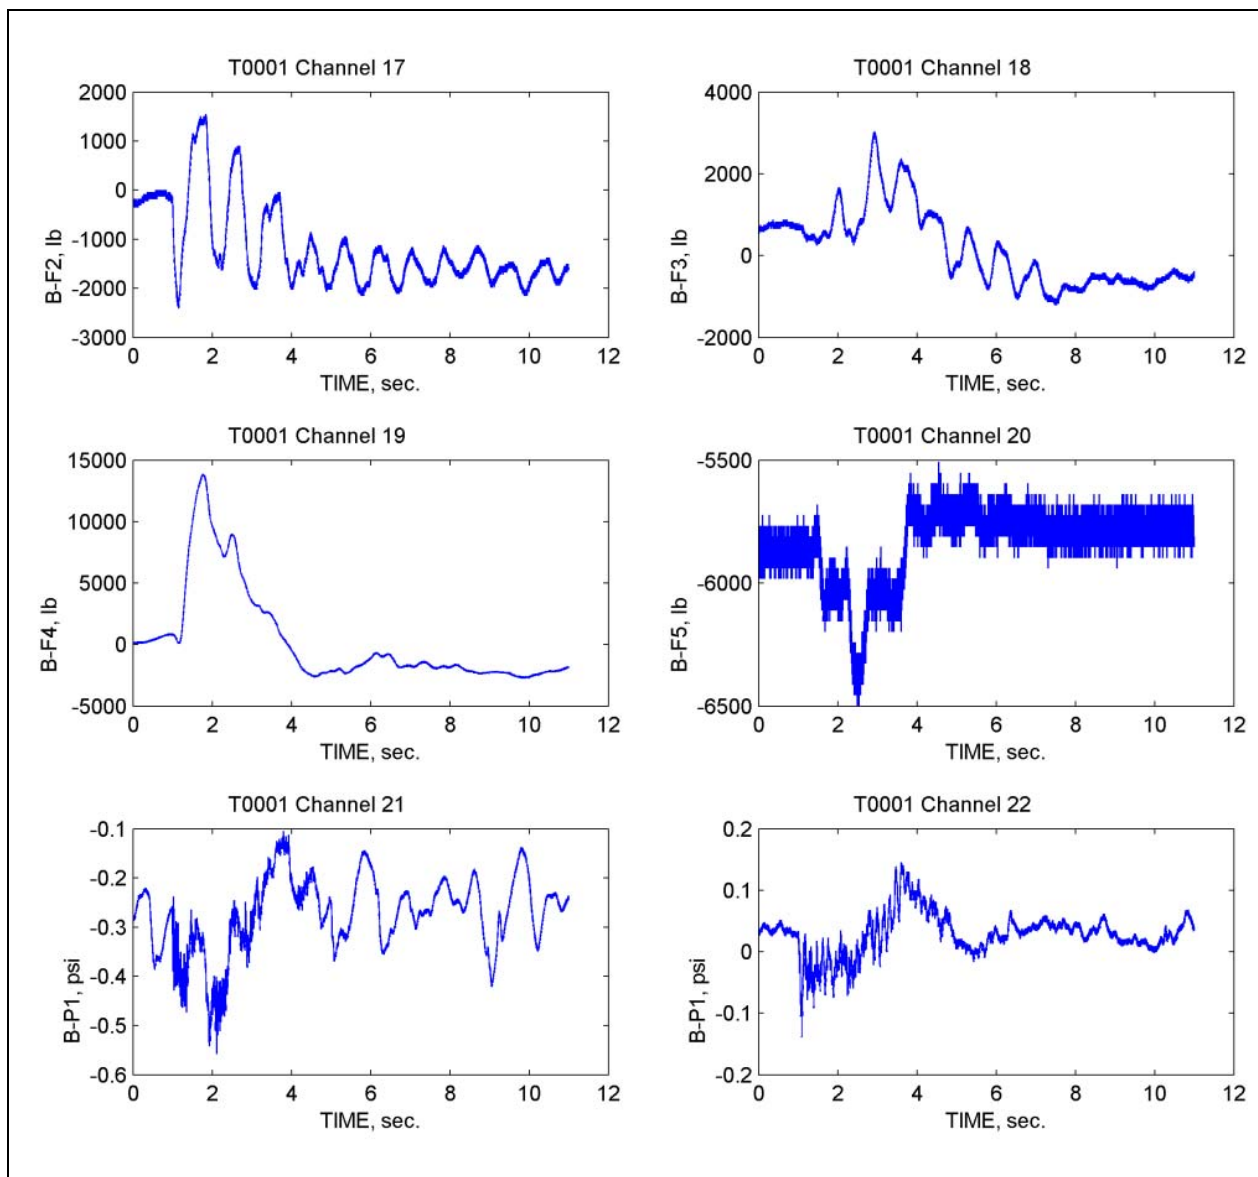 T0001 Channel 17
2000
1000
0
-1000
-2000
-3000
B-F2, lb
0 2 4 6 8 10 12
TIME, sec.
T0001 Channel 18
4000
2000
0
-2000
B-F3, lb
0 2 4 6 8 10 12
TIME, sec.
T0001 Channel 19
15000
10000
5000
0
-5000
B-F4, lb
0 2 4 6 8 10 12
TIME, sec.
T0001 Channel 20
-5500
-6000
-6500
B-F5, lb
0 2 4 6 8 10 12
TIME, sec.
T0001 Channel 21
-0.1
-0.2
-0.3
-0.4
-0.5
-0.6
B-P1, psi
0 2 4 6 8 10 12
TIME, sec.
T0001 Channel 22
0.2
0.1
0
-0.1
0.2
B-P1, psi
0 2 4 6 8 10 12
TIME, sec.